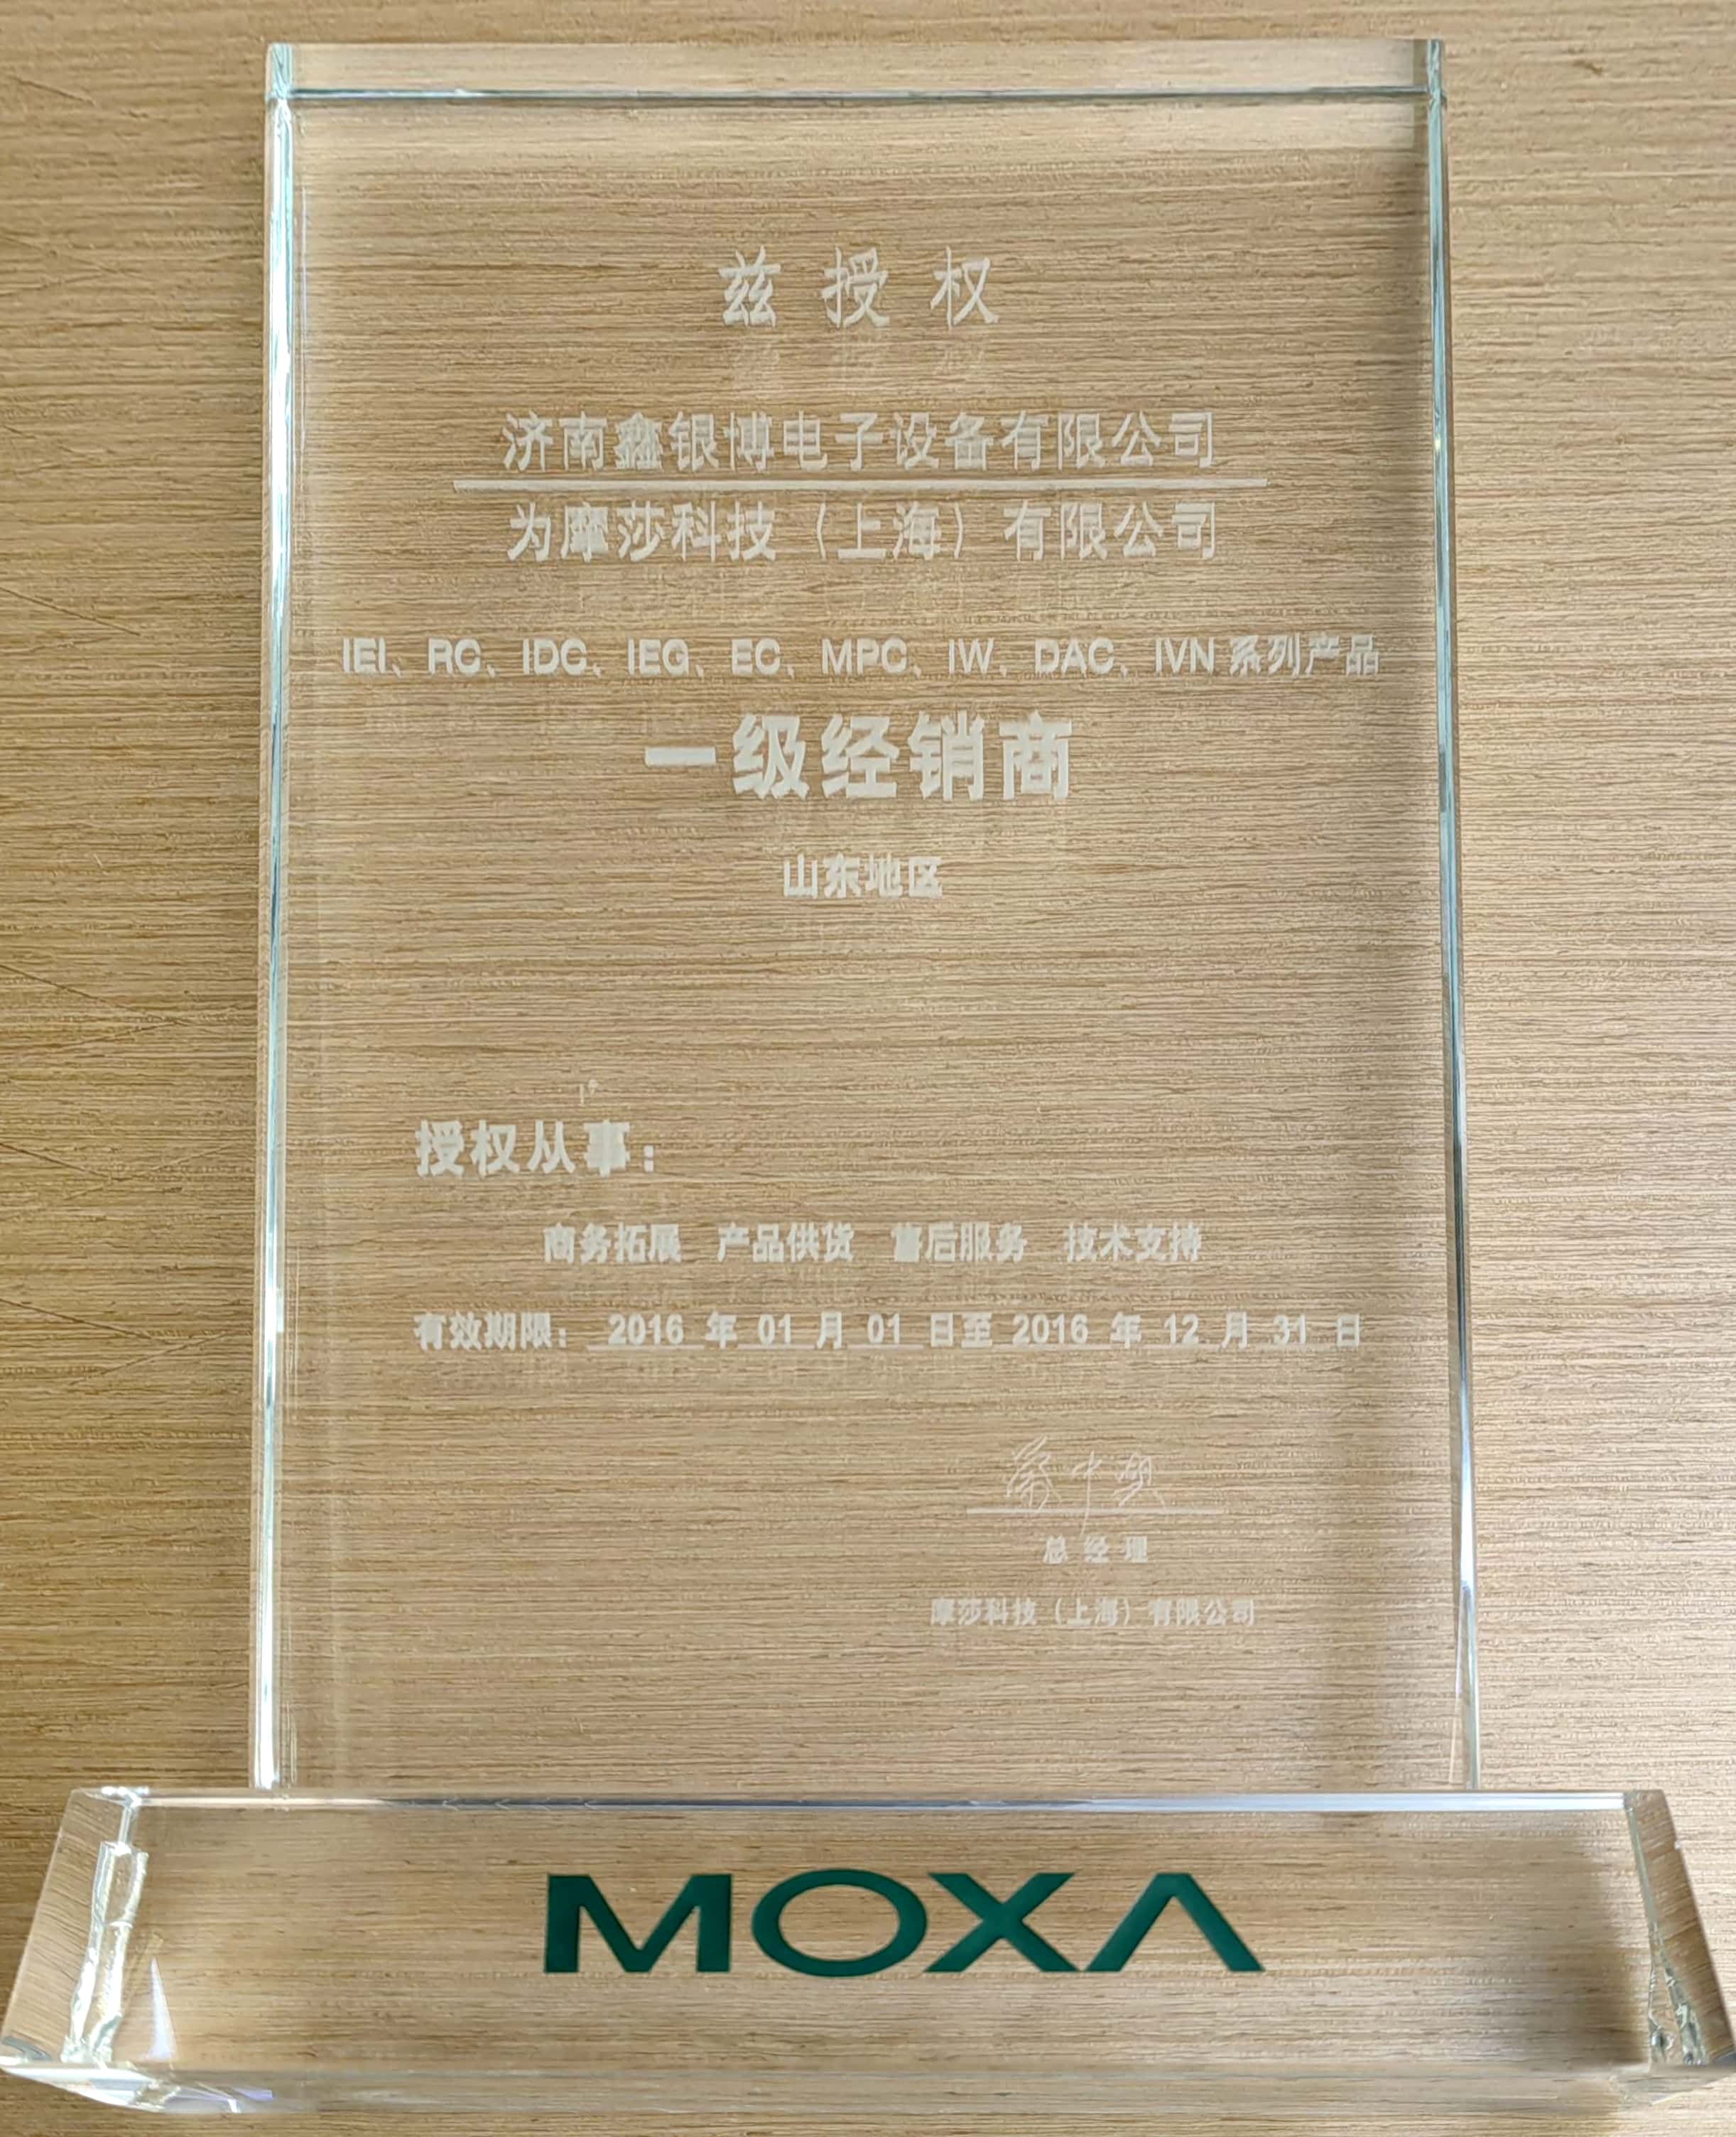 兹授权
济南鑫银博电子设备有限公司
为摩莎科技（上海）有限公司
IEI、RC、IDC、IEG、EC、MPC、IW、DAC、IVN 系列产品
一级经销商
山东地区
授权从事：
商务拓展 产品供货 售后服务 技术支持
有效期限： 2016 年 01 月 01 日至 2016 年 12 月 31 日
总经理
摩莎科技（上海）有限公司
MOXA